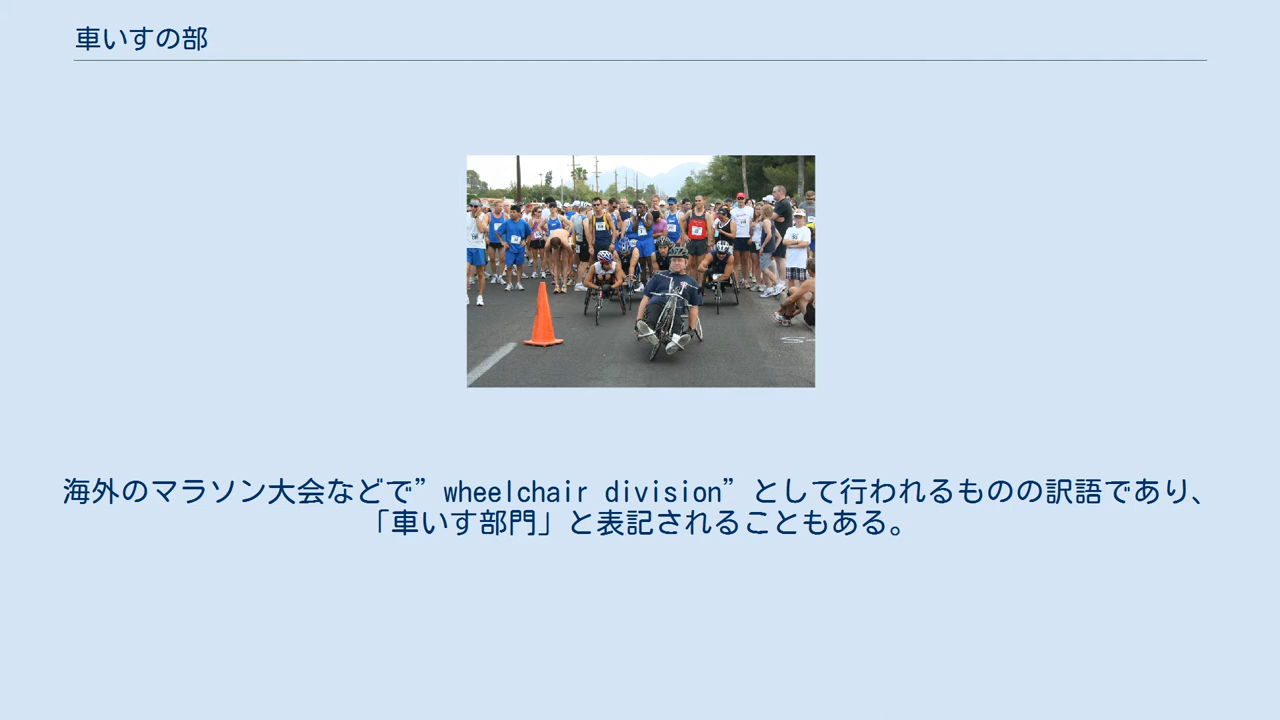 車いすの部
海外のマラソン大会などで”wheelchair division”として行われるものの訳語であり、
「車いす部門」と表記されることもある。